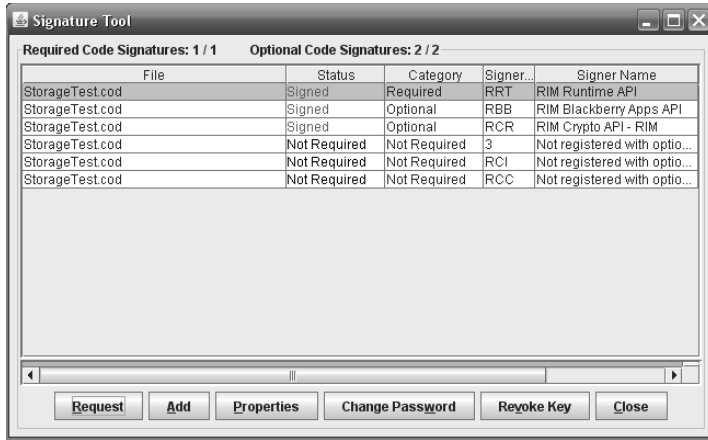 Signature Tool
Required Code Signatures: 1 / 1 Optional Code Signatures: 2 / 2
File Status Category Signer... Signer Name
StorageTest.cod Signed Required RRT RIM Runtime API
StorageTest.cod Signed Optional RBB RIM Blackberry Apps API
StorageTest.cod Signed Optional RCR RIM Crypto API - RIM
StorageTest.cod Not Required Not Required 3 Not registered with optio...
StorageTest.cod Not Required Not Required RCI Not registered with optio...
StorageTest.cod Not Required Not Required RCC Not registered with optio...
Request Add Properties Change Password Revoke Key Close